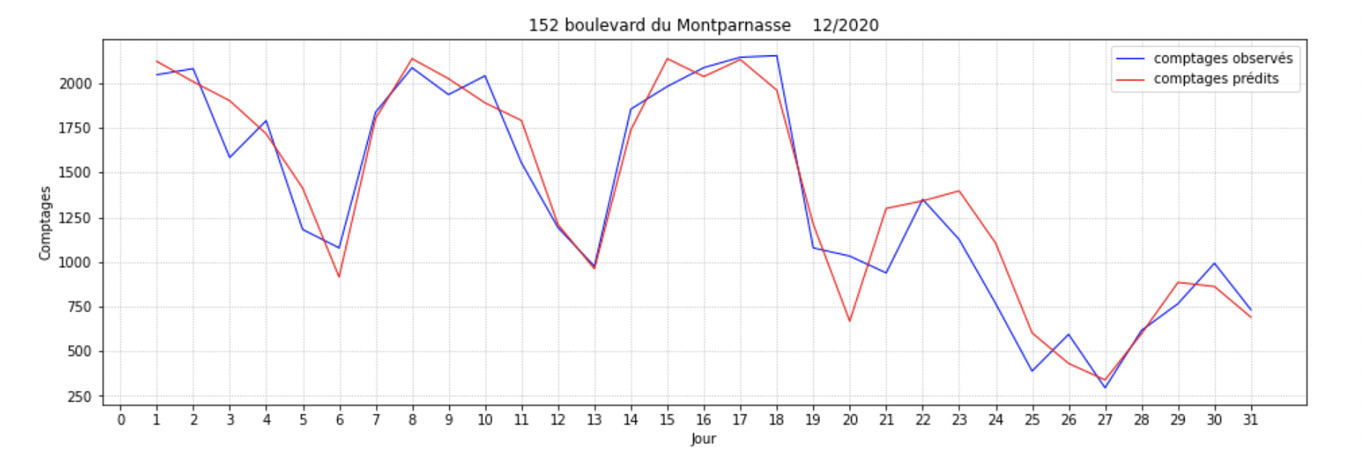 152 boulevard du Montparnasse 12/2020
comptages observés
comptages prédits
2000
1750
1500
1250
1000
750
500
250
Comptages
0 1 2 3 4 5 6 7 8 9 10 11 12 13 14 15 16 17 18 19 20 21 22 23 24 25 26 27 28 29 30 31
Jour